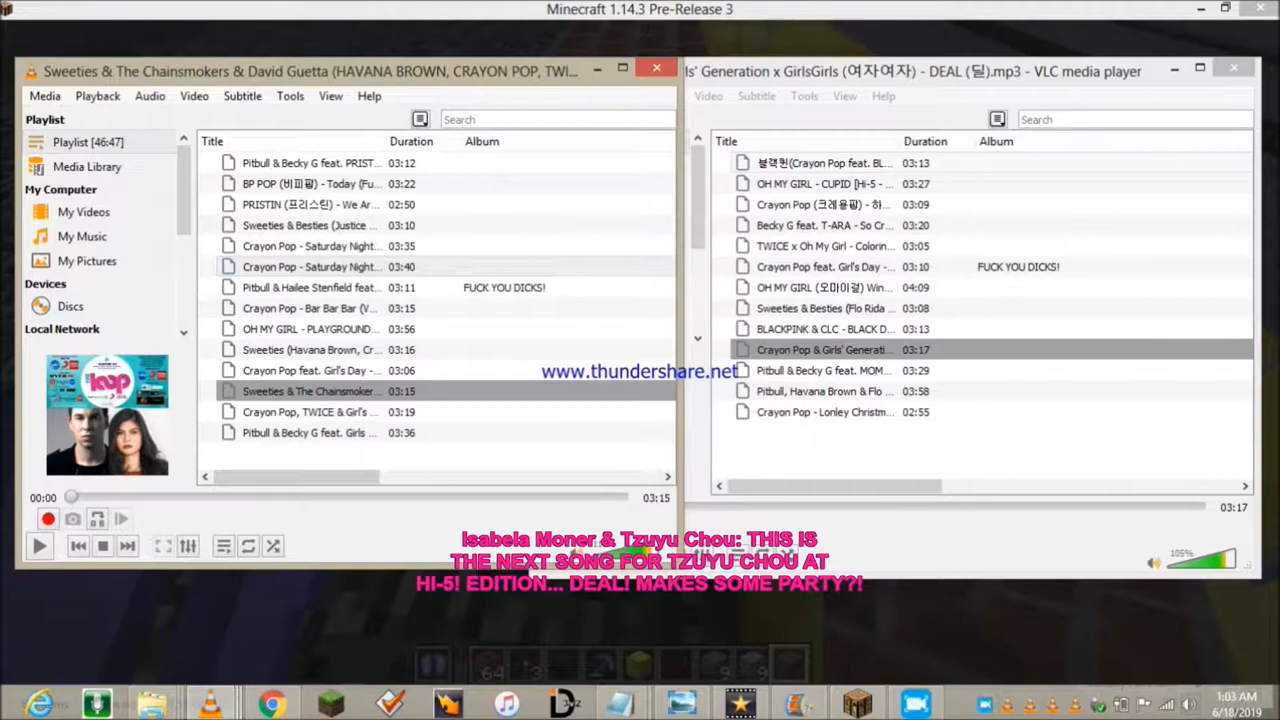 Minecraft 1.14.3 Pre-Release 3
Sweeties & The Chainsmokers & David Guetta (HAVANA BROWN, CRAYON POP, TWI...
Media Playback Audio Video Subtitle Tools View Help
Playlist
Search
Playlist [46:47]
Media Library
My Computer
My Videos
My Music
My Pictures
Devices
Discs
Local Network
the loop
Title Duration Album
Pitbull & Becky G feat. PRIST... 03:12
BP POP (비피팝) - Today (Fu... 03:22
PRISTIN (프리스틴) - We Ar... 02:50
Sweeties & Besties (Justice ... 03:10
Crayon Pop - Saturday Night... 03:35
Crayon Pop - Saturday Night... 03:40
Pitbull & Hailee Stenfield feat... 03:11 FUCK YOU DICKS!
Crayon Pop - Bar Bar Bar (V... 03:15
OH MY GIRL - PLAYGROUND... 03:56
Sweeties (Havana Brown, Cr... 03:16
Crayon Pop feat. Girl's Day -... 03:06
Sweeties & The Chainsmoker... 03:15
Crayon Pop, TWICE & Girl's ... 03:19
Pitbull & Becky G feat. Girls ... 03:36
00:00 03:15
ls' Generation x GirlsGirls (여자여자) - DEAL (딜).mp3 - VLC media player
Video Subtitle Tools View Help
Search
Title Duration Album
블랙퀸(Crayon Pop feat. BL... 03:13
OH MY GIRL - CUPID [Hi-5 - ... 03:27
Crayon Pop (크레용팝) - 하... 03:09
Becky G feat. T-ARA - So Cr... 03:20
TWICE x Oh My Girl - Colorin... 03:05
Crayon Pop feat. Girl's Day -... 03:10 FUCK YOU DICKS!
OH MY GIRL (오마이걸) Win... 04:09
Sweeties & Besties (Flo Rida ... 03:08
BLACKPINK & CLC - BLACK D... 03:13
Crayon Pop & Girls' Generati... 03:17
Pitbull & Becky G feat. MOM... 03:29
Pitbull, Havana Brown & Flo ... 03:58
Crayon Pop - Lonley Christm... 02:55
03:17
105%
www.thundershare.net
Isabela Moner & Tzuyu Chou: THIS IS
THE NEXT SONG FOR TZUYU CHOU AT
HI-5! EDITION... DEAL! MAKES SOME PARTY?!
64 3 9 9
1:03 AM
6/18/2019